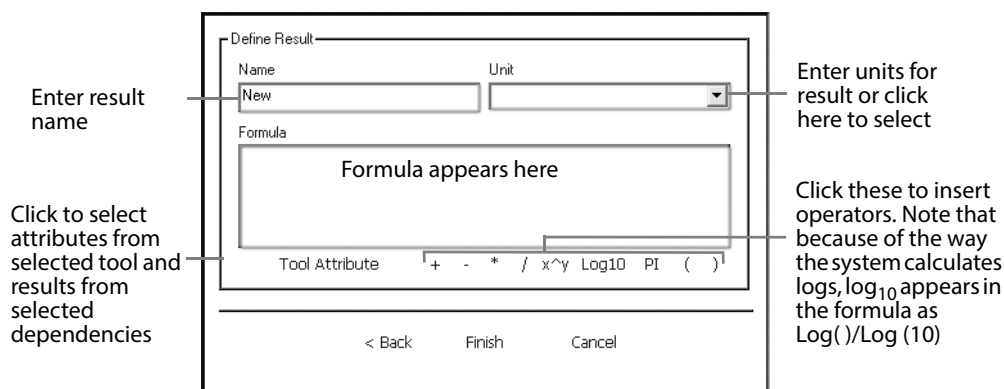 Define Result
Name
Unit
New
Formula
Formula appears here
Tool Attribute + - * / x^y Log10 PI ( )
< Back Finish Cancel
Enter result
name
Click to select
attributes from
selected tool and
results from
selected
dependencies
Enter units for
result or click
here to select
Click these to insert
operators. Note that
because of the way
the system calculates
logs, log10 appears in
the formula as
Log( )/Log (10)